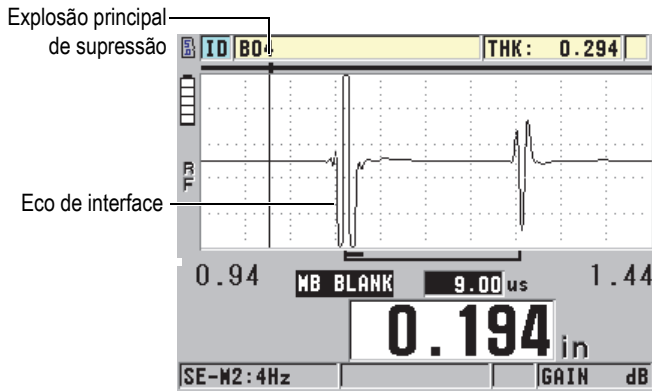 Explosão principal
de supressão
ID B04 THK: 0.294
RF
Eco de interface
0.94 MB BLANK 9.00 us 1.44
0.194 in
SE-M2:4Hz GAIN dB